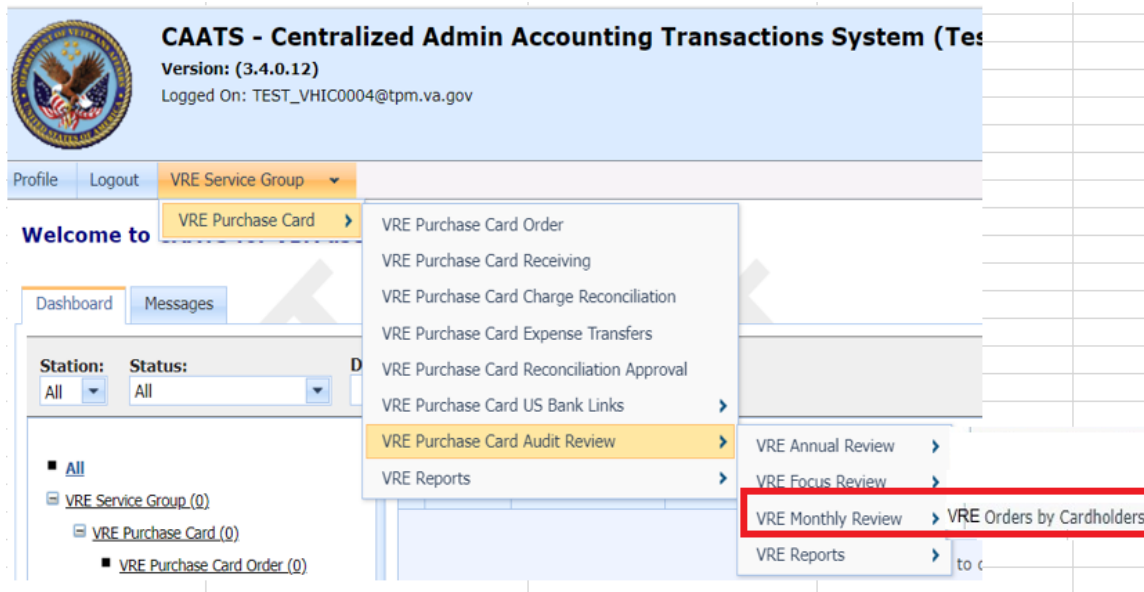 CAATS - Centralized Admin Accounting Transactions System (Tes
Version: (3.4.0.12)
Logged On: TEST_VHIC0004@tpm.va.gov
Profile Logout VRE Service Group
VRE Purchase Card
Welcome to
VRE Purchase Card Order
VRE Purchase Card Receiving
VRE Purchase Card Charge Reconciliation
VRE Purchase Card Expense Transfers
VRE Purchase Card Reconciliation Approval
VRE Purchase Card US Bank Links
VRE Purchase Card Audit Review
VRE Reports
VRE Annual Review
VRE Focus Review
VRE Monthly Review VRE Orders by Cardholders
VRE Reports
Dashboard Messages
Station: Status: D
All All
All
VRE Service Group (0)
VRE Purchase Card (0)
VRE Purchase Card Order (0)
to